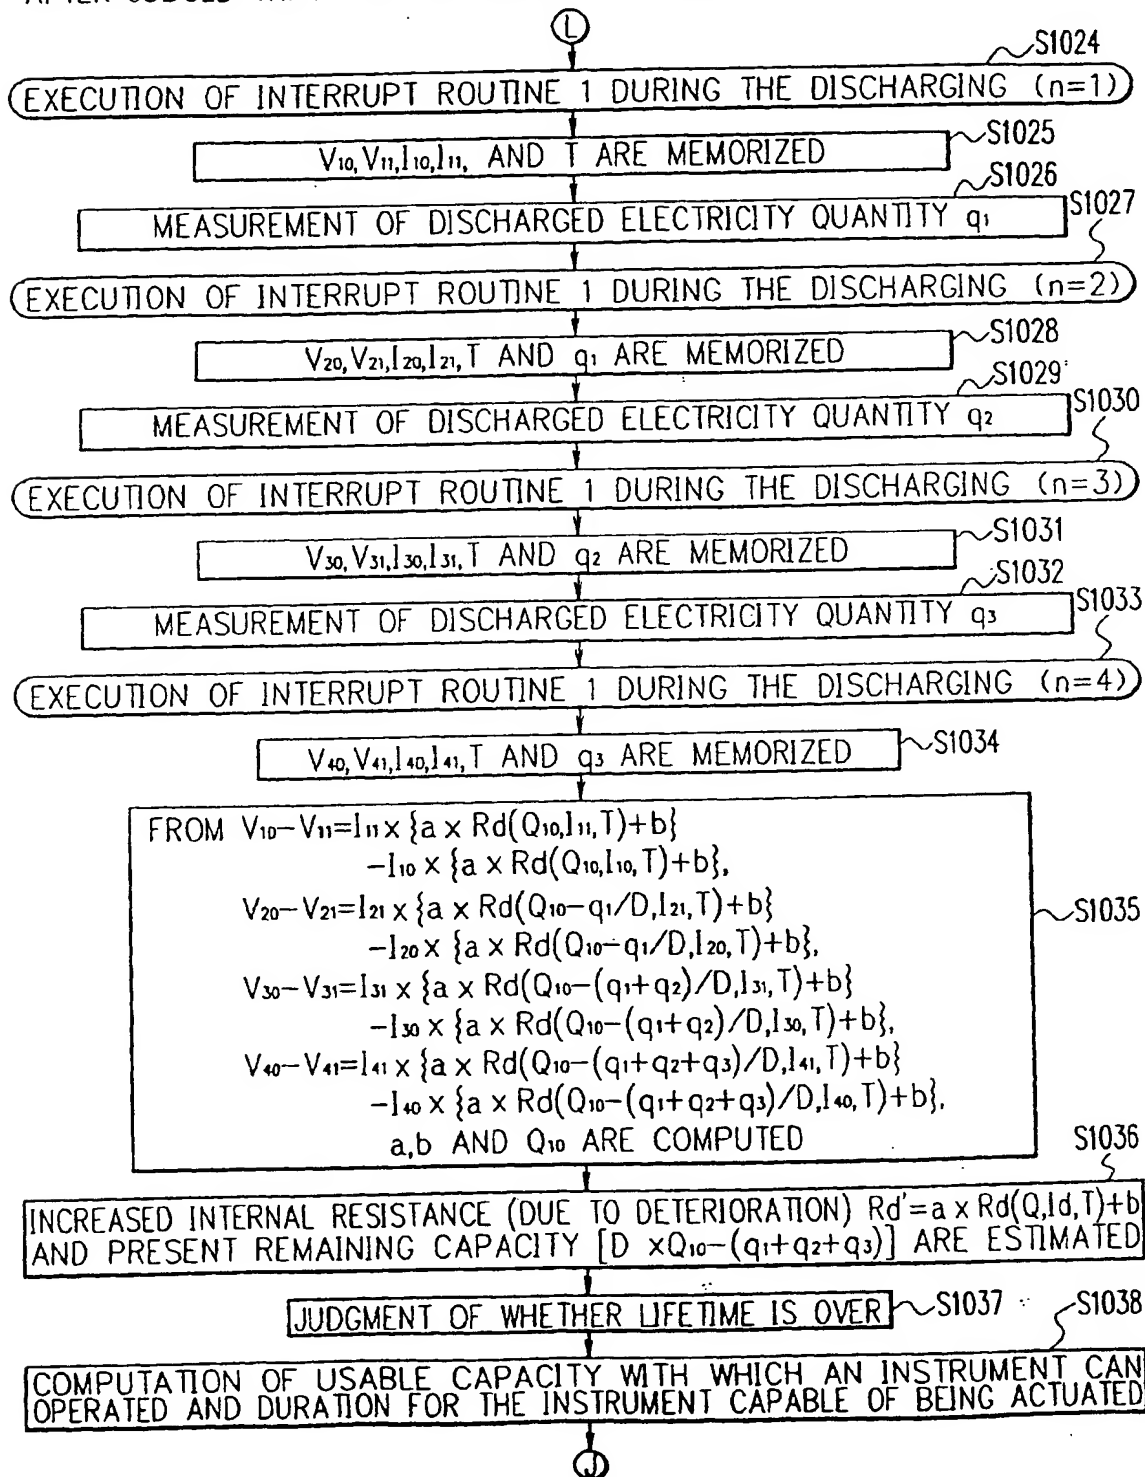 L
S1024
EXECUTION OF INTERRUPT ROUTINE 1 DURING THE DISCHARGING (n=1)
S1025
V10,V11,I10,I11, AND T ARE MEMORIZED
S1026
MEASUREMENT OF DISCHARGED ELECTRICITY QUANTITY q1
S1027
EXECUTION OF INTERRUPT ROUTINE 1 DURING THE DISCHARGING (n=2)
S1028
V20,V21,I20,I21,T AND q1 ARE MEMORIZED
S1029
MEASUREMENT OF DISCHARGED ELECTRICITY QUANTITY q2
S1030
EXECUTION OF INTERRUPT ROUTINE 1 DURING THE DISCHARGING (n=3)
S1031
V30,V31,I30,I31,T AND q2 ARE MEMORIZED
S1032
MEASUREMENT OF DISCHARGED ELECTRICITY QUANTITY q3
S1033
EXECUTION OF INTERRUPT ROUTINE 1 DURING THE DISCHARGING (n=4)
S1034
V40,V41,I40,I41,T AND q3 ARE MEMORIZED
FROM V10-V11=I11 x {a x Rd(Q10,I11,T)+b}
-I10 x {a x Rd(Q10,I10,T)+b},
V20-V21=I21 x {a x Rd(Q10-q1/D,I21,T)+b}
-I20 x {a x Rd(Q10-q1/D,I20,T)+b},
V30-V31=I31 x {a x Rd(Q10-(q1+q2)/D,I31,T)+b}
-I30 x {a x Rd(Q10-(q1+q2)/D,I30,T)+b},
V40-V41=I41 x {a x Rd(Q10-(q1+q2+q3)/D,I41,T)+b}
-I40 x {a x Rd(Q10-(q1+q2+q3)/D,I40,T)+b},
a,b AND Q10 ARE COMPUTED
S1035
S1036
INCREASED INTERNAL RESISTANCE (DUE TO DETERIORATION) Rd'=a x Rd(Q,Id,T)+b
AND PRESENT REMAINING CAPACITY [D xQ10-(q1+q2+q3)] ARE ESTIMATED
JUDGMENT OF WHETHER LIFETIME IS OVER
S1037
S1038
COMPUTATION OF USABLE CAPACITY WITH WHICH AN INSTRUMENT CAN
OPERATED AND DURATION FOR THE INSTRUMENT CAPABLE OF BEING ACTUATED
J